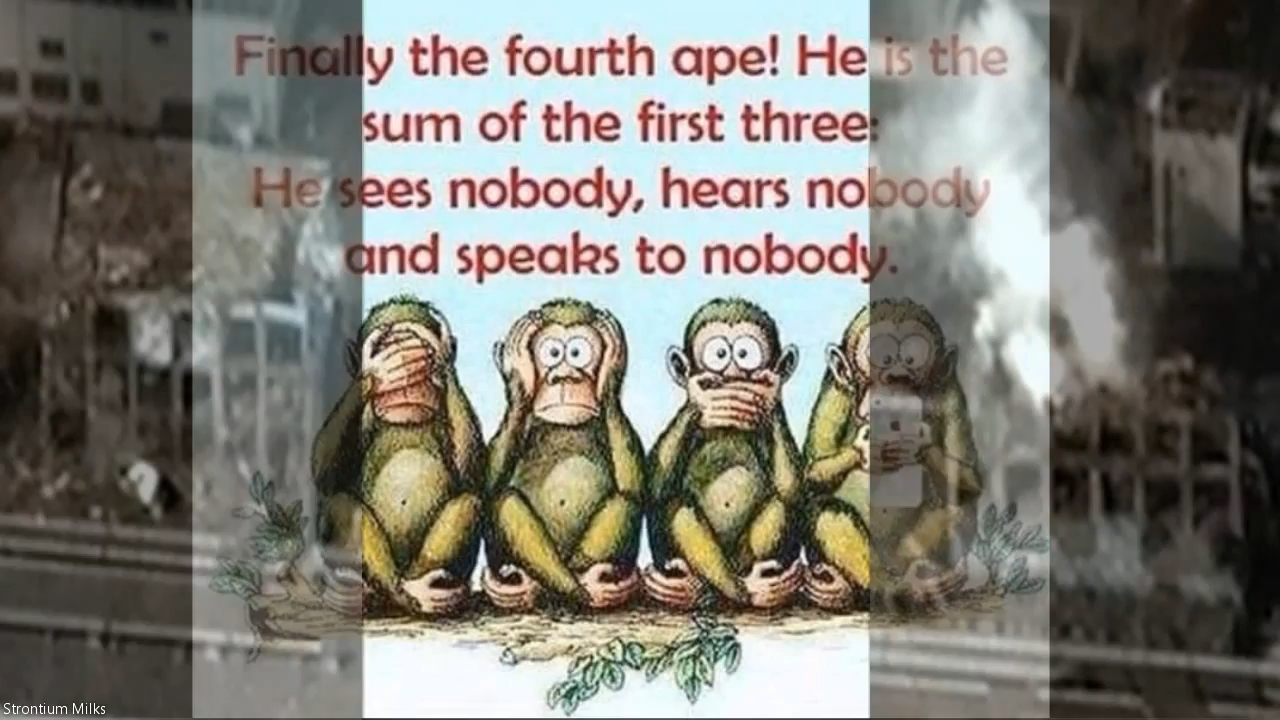 Finally the fourth ape! He is the
sum of the first three:
He sees nobody, hears nobody
and speaks to nobody.
Strontium Milks